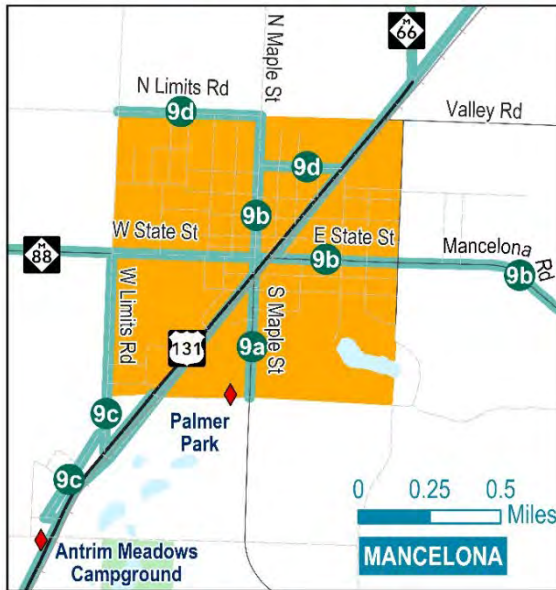 M
66
N Maple St
N Limits Rd
9d
Valley Rd
9d
9b
W State St
E State St
M
88
9b
Mancelona Rd
9b
W Limits Rd
131
9a
S Maple St
9c
Palmer
Park
9c
0 0.25 0.5
Miles
Antrim Meadows
Campground
MANCELONA